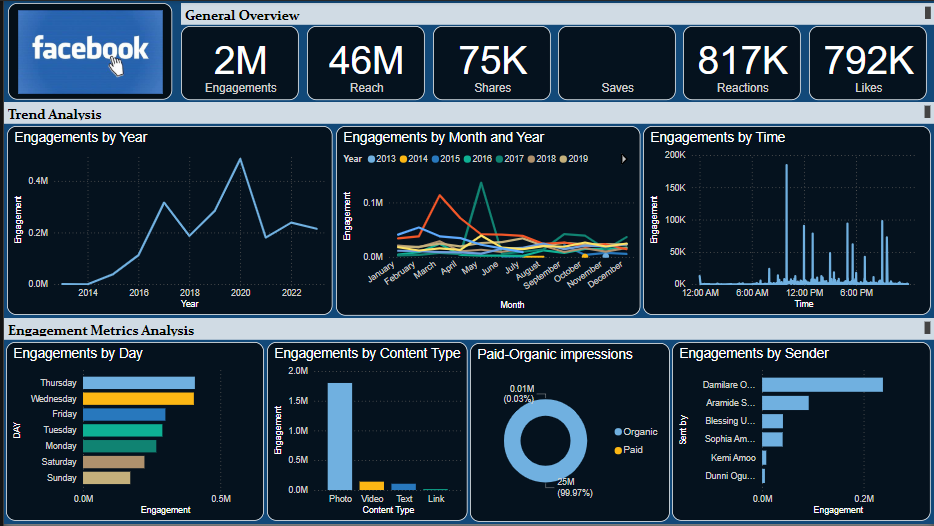 facebook
General Overview
2M
Engagements
46M
Reach
75K
Shares
Saves
817K
Reactions
792K
Likes
Trend Analysis
Engagements by Year
0.4M
0.2M
0.0M
Engagement
2014 2016 2018 2020 2022
Year
Engagements by Month and Year
Year 2013 2014 2015 2016 2017 2018 2019
0.1M
0.0M
Engagement
January February March April May June July August September October November December
Month
Engagements by Time
200K
150K
100K
50K
0K
Engagement
12:00 AM 6:00 AM 12:00 PM 6:00 PM
Time
Engagement Metrics Analysis
Engagements by Day
DAY
Thursday
Wednesday
Friday
Tuesday
Monday
Saturday
Sunday
0.0M 0.5M
Engagement
Engagements by Content Type
2.0M
1.5M
1.0M
0.5M
0.0M
Engagement
Photo Video Text Link
Content Type
Paid-Organic impressions
0.01M
(0.03%)
Organic
Paid
25M
(99.97%)
Engagements by Sender
Sent by
Damilare O...
Aramide S...
Blessing U...
Sophia Am...
Kemi Amoo
Dunni Ogu...
0.0M 0.2M
Engagement